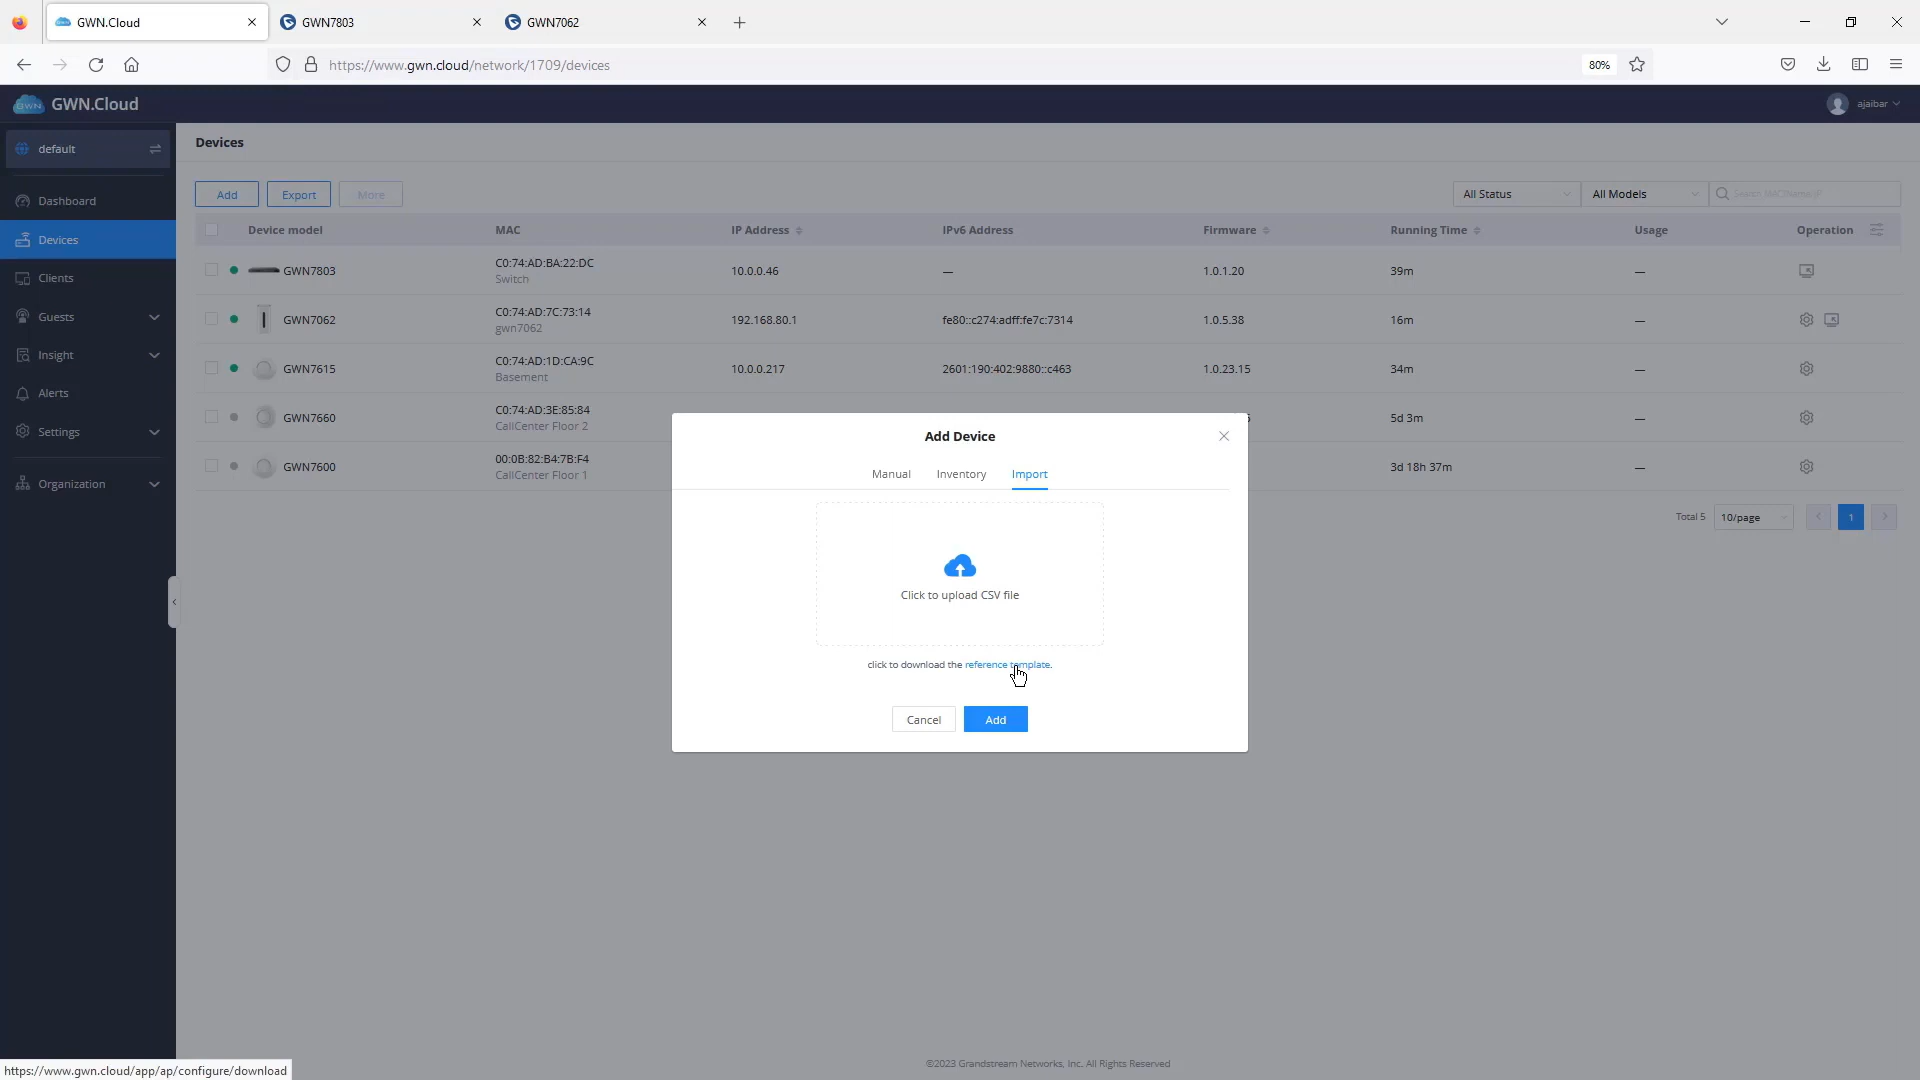 GWN.Cloud
GWN7803
GWN7062
https://www.gwn.cloud/network/1709/devices
80%
GWN
GWN.Cloud
ajaibar
default
Devices
Dashboard
Add
Export
More
All Status
All Models
Devices
Device model
MAC
IP Address
IPv6 Address
Firmware
Running Time
Usage
Operation
Clients
GWN7803
C0:74:AD:BA:22:DC
Switch
10.0.0.46
—
1.0.1.20
39m
—
Guests
GWN7062
C0:74:AD:7C:73:14
gwn7062
192.168.80.1
fe80::c274:adff:fe7c:7314
1.0.5.38
16m
—
Insight
GWN7615
C0:74:AD:1D:CA:9C
Basement
10.0.0.217
2601:190:402:9880::c463
1.0.23.15
34m
—
Alerts
GWN7660
C0:74:AD:3E:85:84
CallCenter Floor 2
5d 3m
—
Settings
GWN7600
00:0B:82:B4:7B:F4
CallCenter Floor 1
3d 18h 37m
—
Organization
Total 5
10/page
1
Add Device
Manual
Inventory
Import
Click to upload CSV file
click to download the reference template.
Cancel
Add
©2023 Grandstream Networks, Inc. All Rights Reserved
https://www.gwn.cloud/app/ap/configure/download